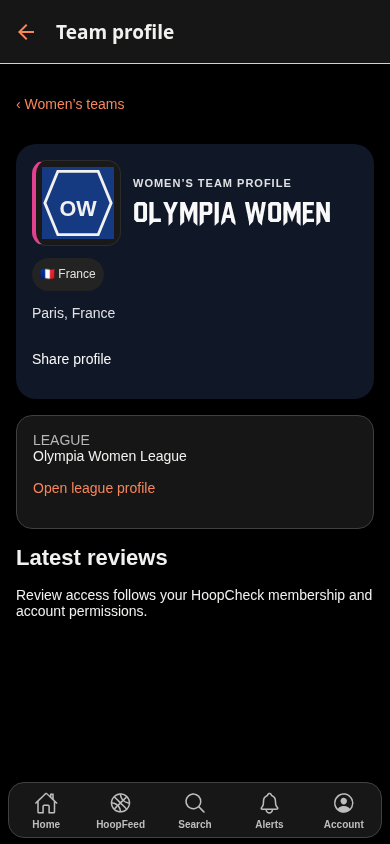 Team profile
‹ Women’s teams
OW
WOMEN’S TEAM PROFILE
OLYMPIA WOMEN
🇫🇷 France
Paris, France
Share profile
LEAGUE
Olympia Women League
Open league profile
Latest reviews
Review access follows your HoopCheck membership and
account permissions.
Home HoopFeed Search Alerts Account